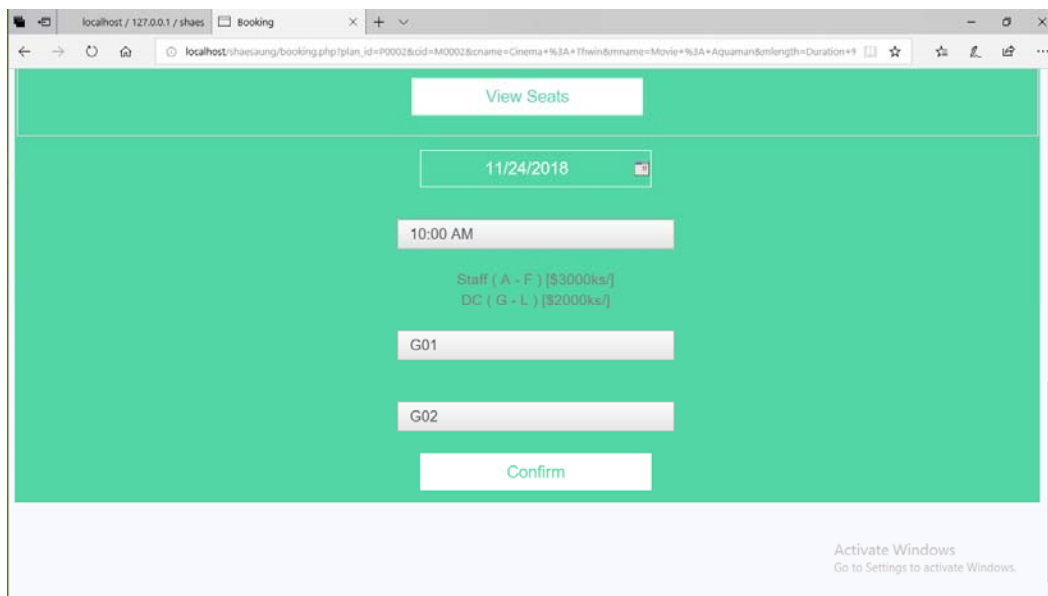 localhost / 127.0.0.1 / shaes
Booking
localhost/shaesaung/booking.php?plan_id=P0002&cid=M0002&cname=Cinema+%3A+Thwin&mname=Movie+%3A+Aquaman&mlength=Duration+
View Seats
11/24/2018
10:00 AM
Staff ( A - F ) [$3000ks/]
DC ( G - L ) [$2000ks/]
G01
G02
Confirm
Activate Windows
Go to Settings to activate Windows.